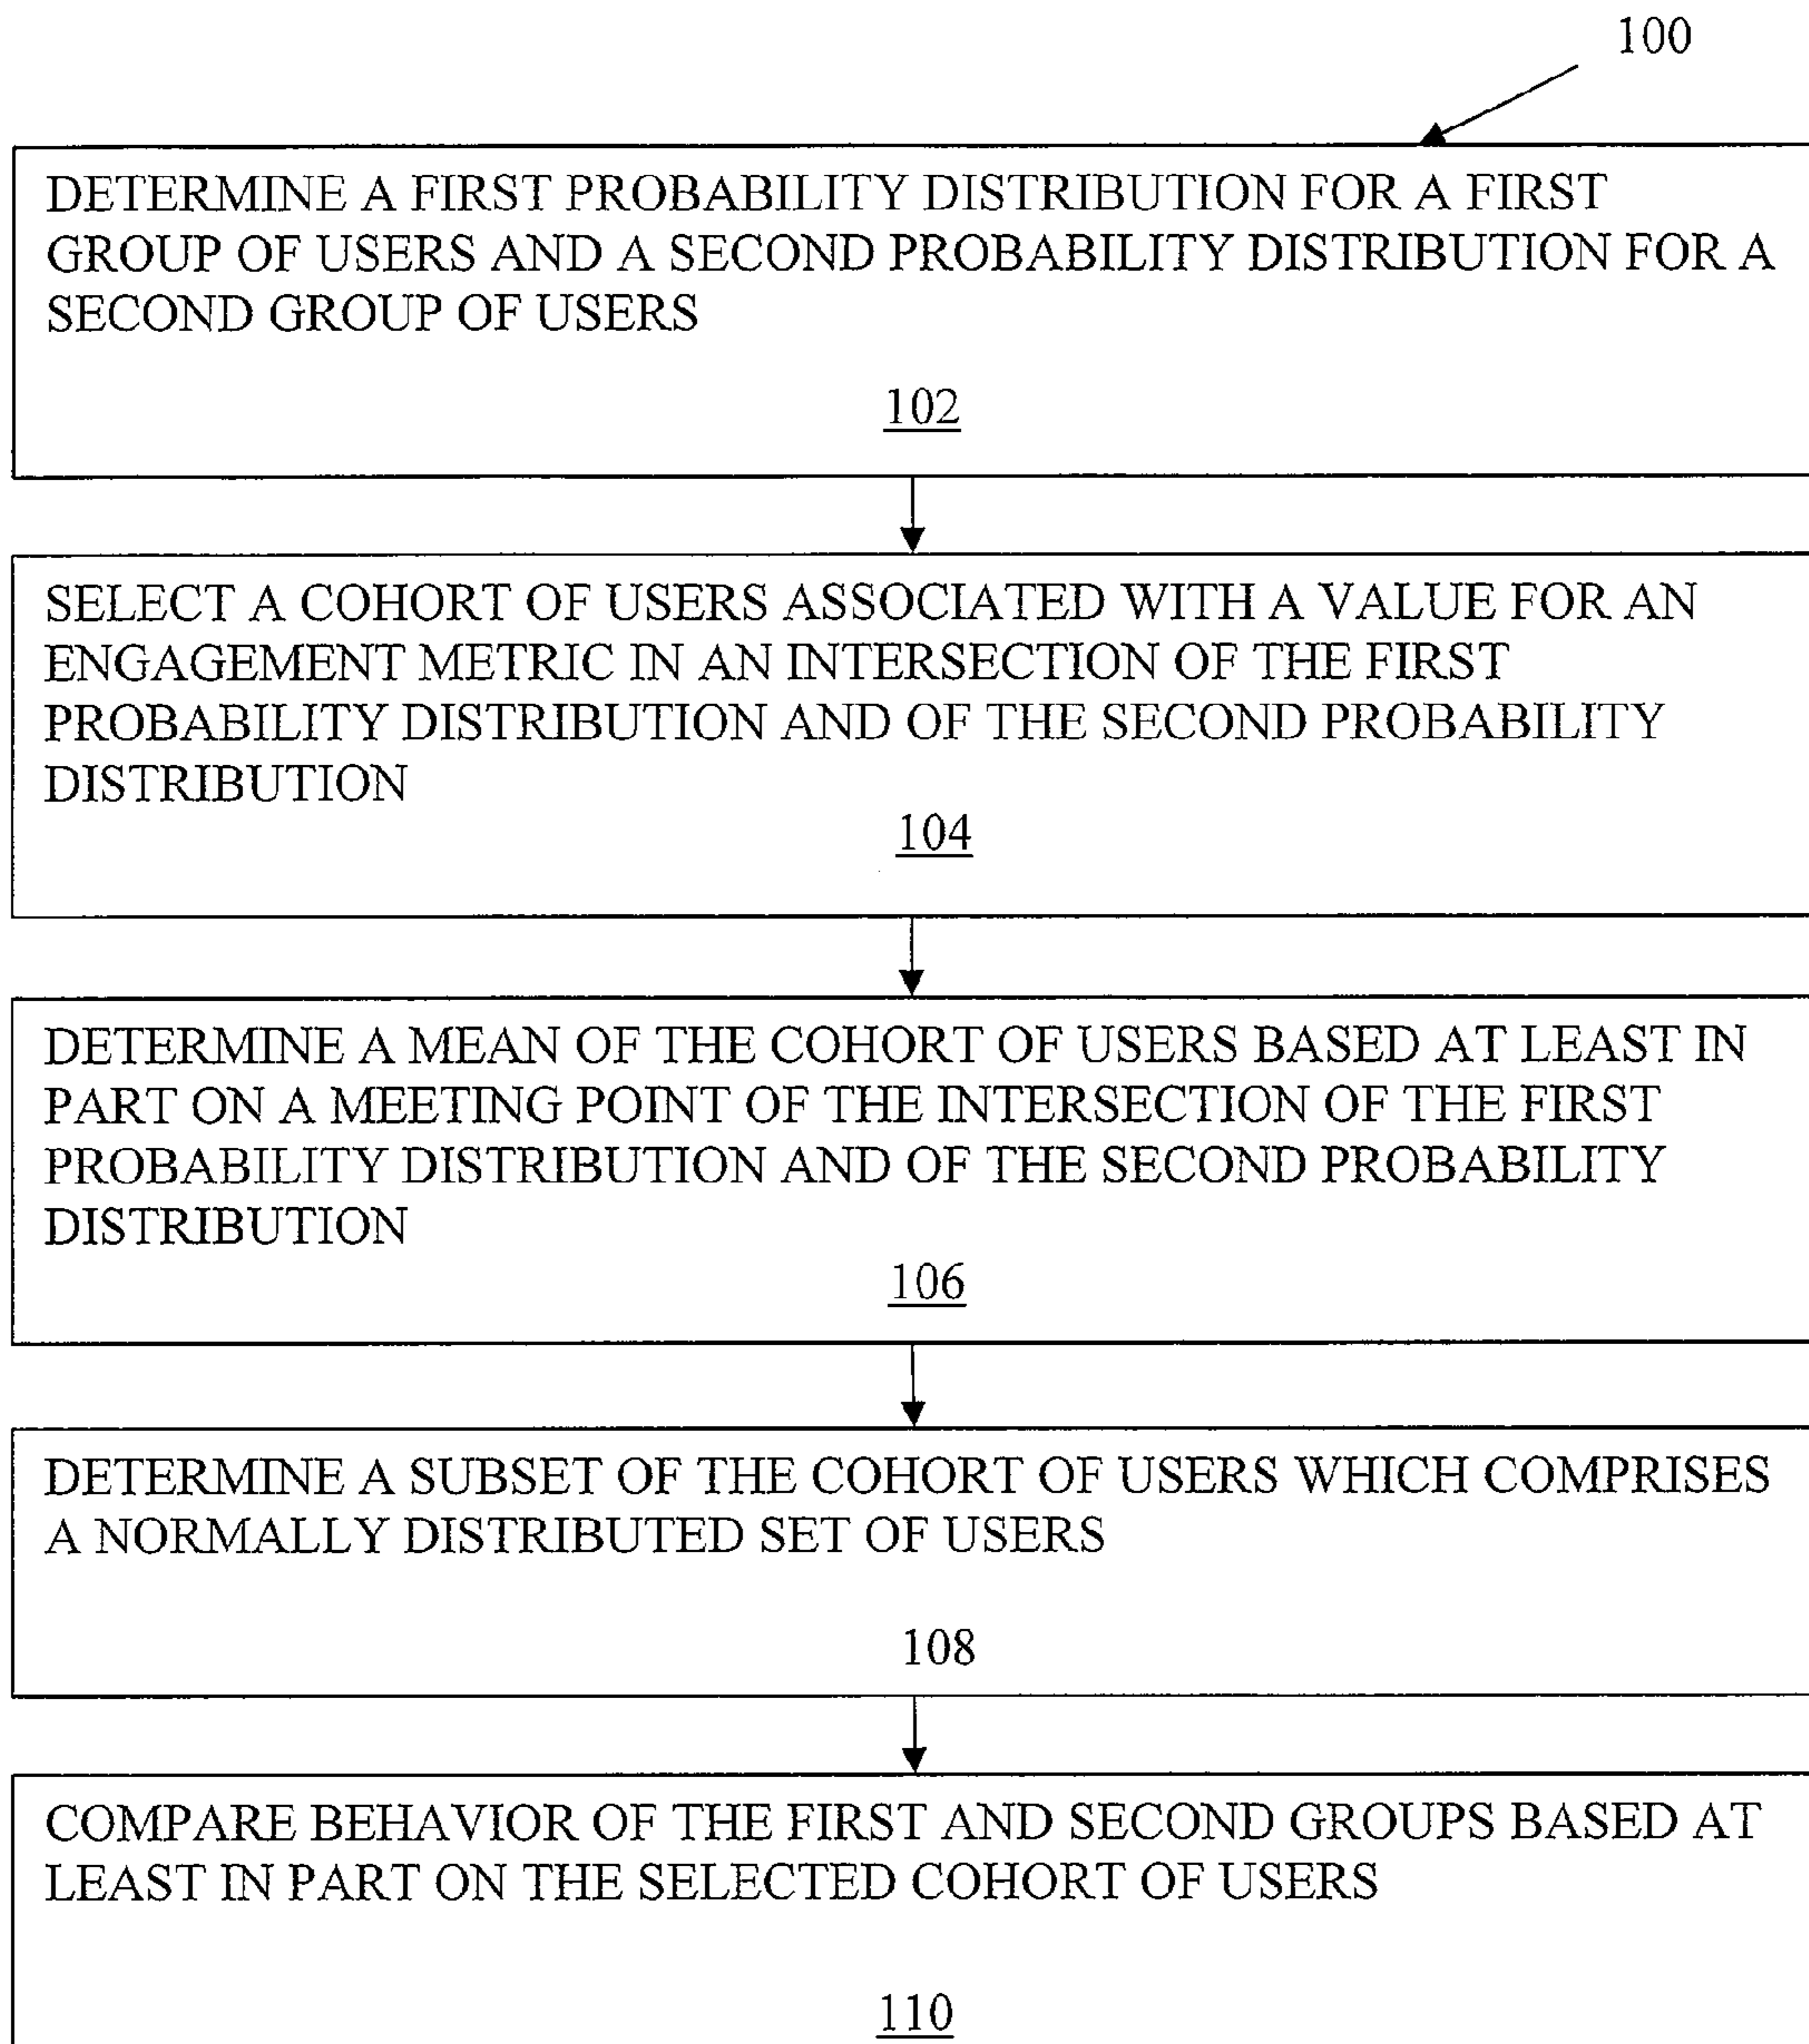 100
DETERMINE A FIRST PROBABILITY DISTRIBUTION FOR A FIRST
GROUP OF USERS AND A SECOND PROBABILITY DISTRIBUTION FOR A
SECOND GROUP OF USERS
102
SELECT A COHORT OF USERS ASSOCIATED WITH A VALUE FOR AN
ENGAGEMENT METRIC IN AN INTERSECTION OF THE FIRST
PROBABILITY DISTRIBUTION AND OF THE SECOND PROBABILITY
DISTRIBUTION
104
DETERMINE A MEAN OF THE COHORT OF USERS BASED AT LEAST IN
PART ON A MEETING POINT OF THE INTERSECTION OF THE FIRST
PROBABILITY DISTRIBUTION AND OF THE SECOND PROBABILITY
DISTRIBUTION
106
DETERMINE A SUBSET OF THE COHORT OF USERS WHICH COMPRISES
A NORMALLY DISTRIBUTED SET OF USERS
108
COMPARE BEHAVIOR OF THE FIRST AND SECOND GROUPS BASED AT
LEAST IN PART ON THE SELECTED COHORT OF USERS
110